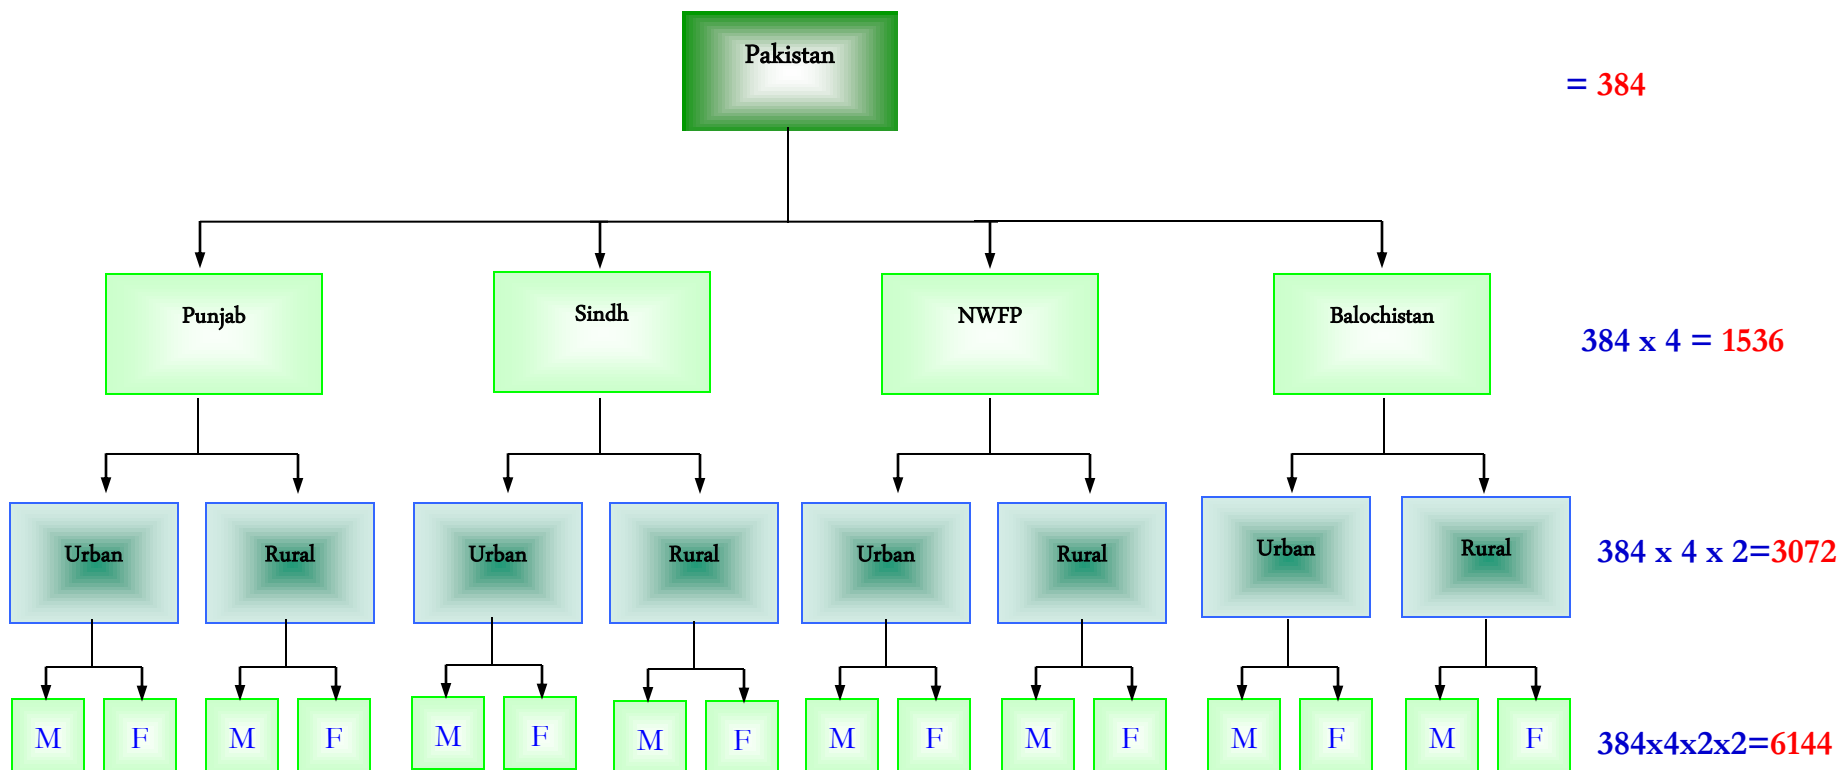 Pakistan
= 384
Punjab
Sindh
NWFP
Balochistan
384 x 4 = 1536
Urban
Rural
Urban
Rural
Urban
Rural
Urban
Rural
384 x 4 x 2=3072
M
F
M
F
M
F
M
F
M
F
M
F
M
F
M
F
384x4x2x2=6144